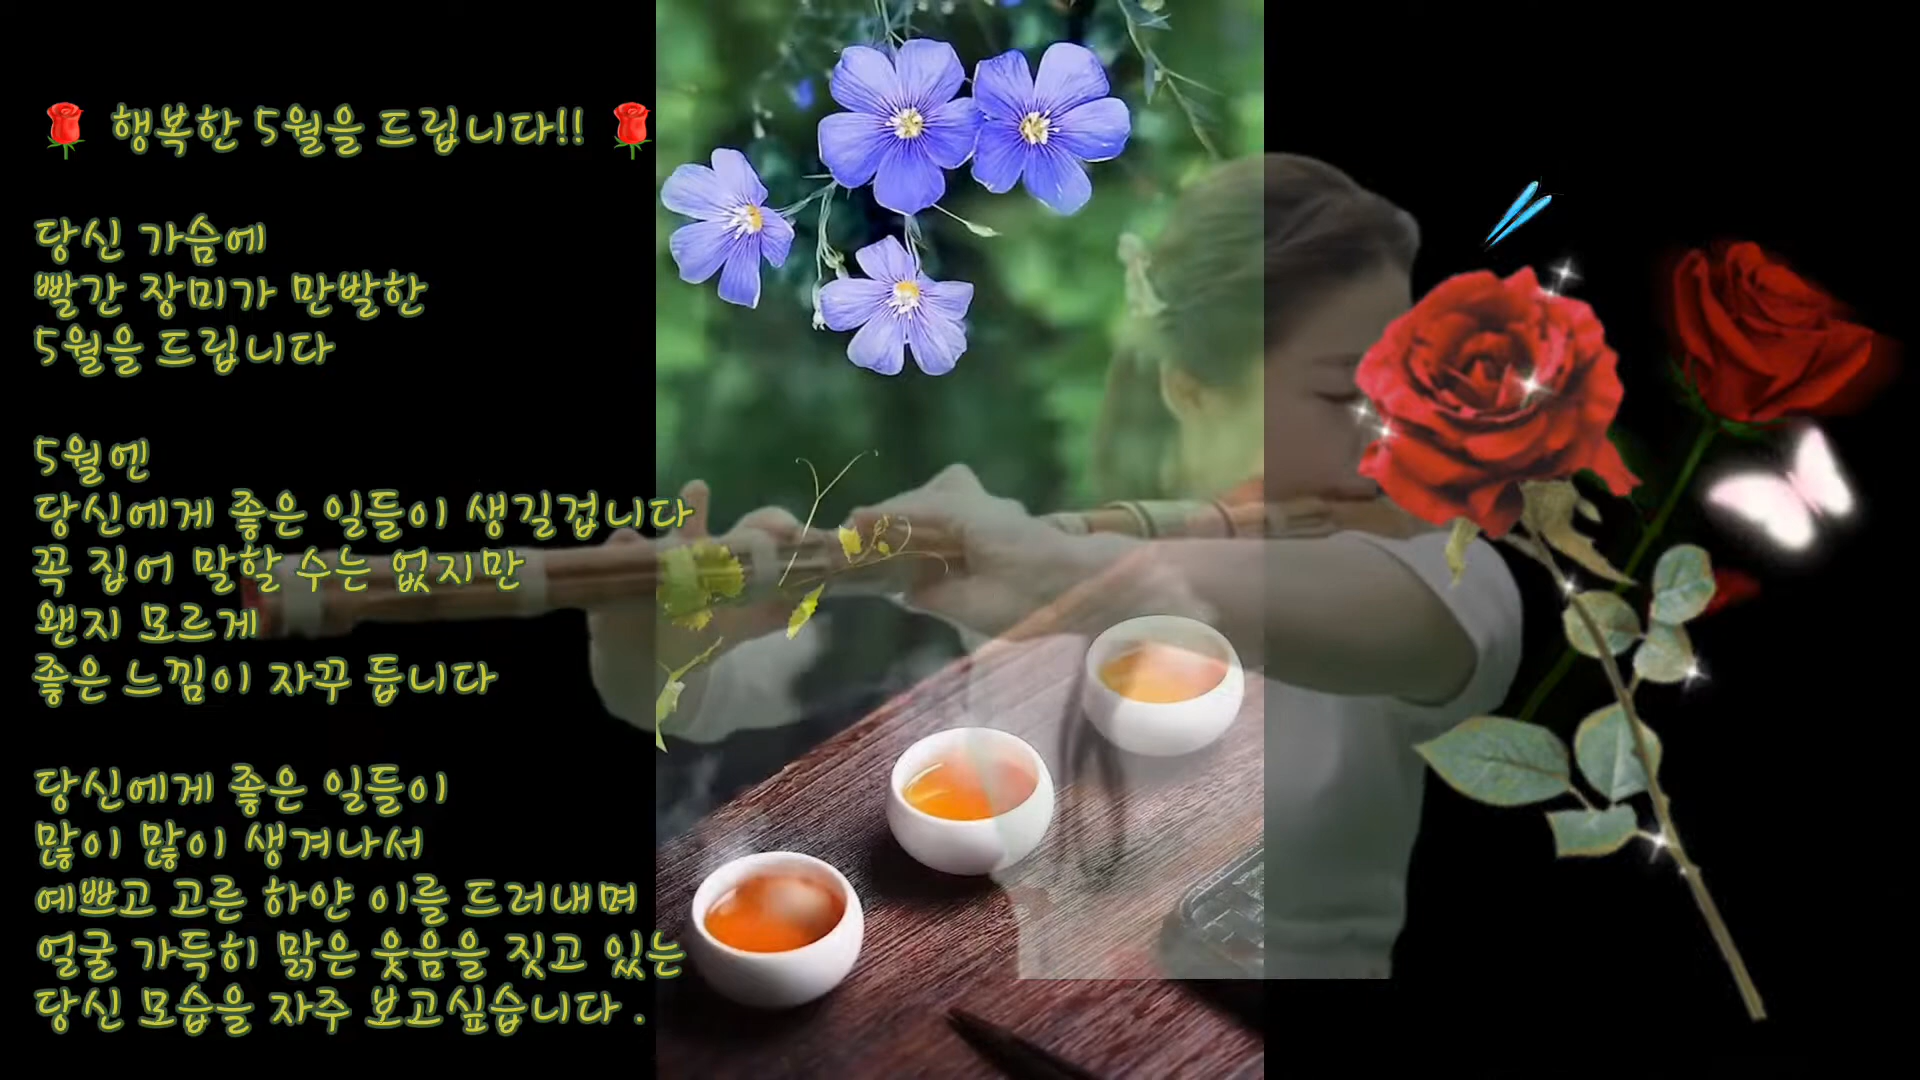 🌹 행복한 5월을 드립니다!! 🌹
당신 가슴에
빨간 장미가 만발한
5월을 드립니다
5월엔
당신에게 좋은 일들이 생길겁니다
꼭 집어 말할 수는 없지만
왠지 모르게
좋은 느낌이 자꾸 듭니다
당신에게 좋은 일들이
많이 많이 생겨나서
예쁘고 고른 하얀 이를 드러내며
얼굴 가득히 맑은 웃음을 짓고 있는
당신 모습을 자주 보고싶습니다 .